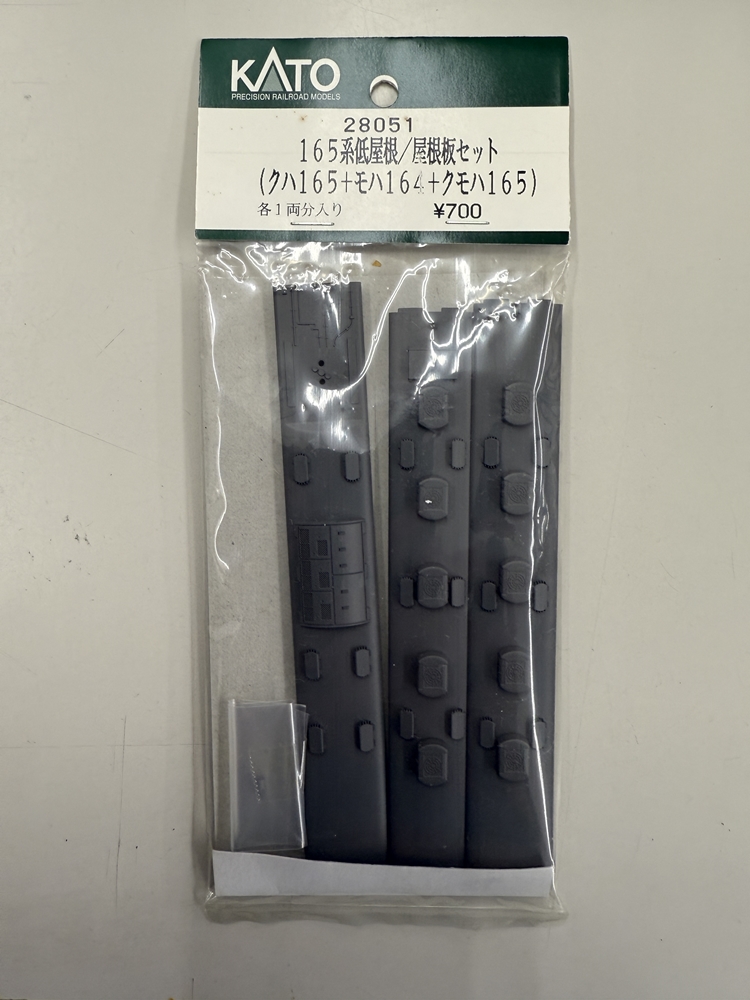 KATO
PRECISION RAILROAD MODELS
28051
165系低屋根/屋根板セット
(クハ165+モハ164+クモハ165)
各1両分入り ¥700